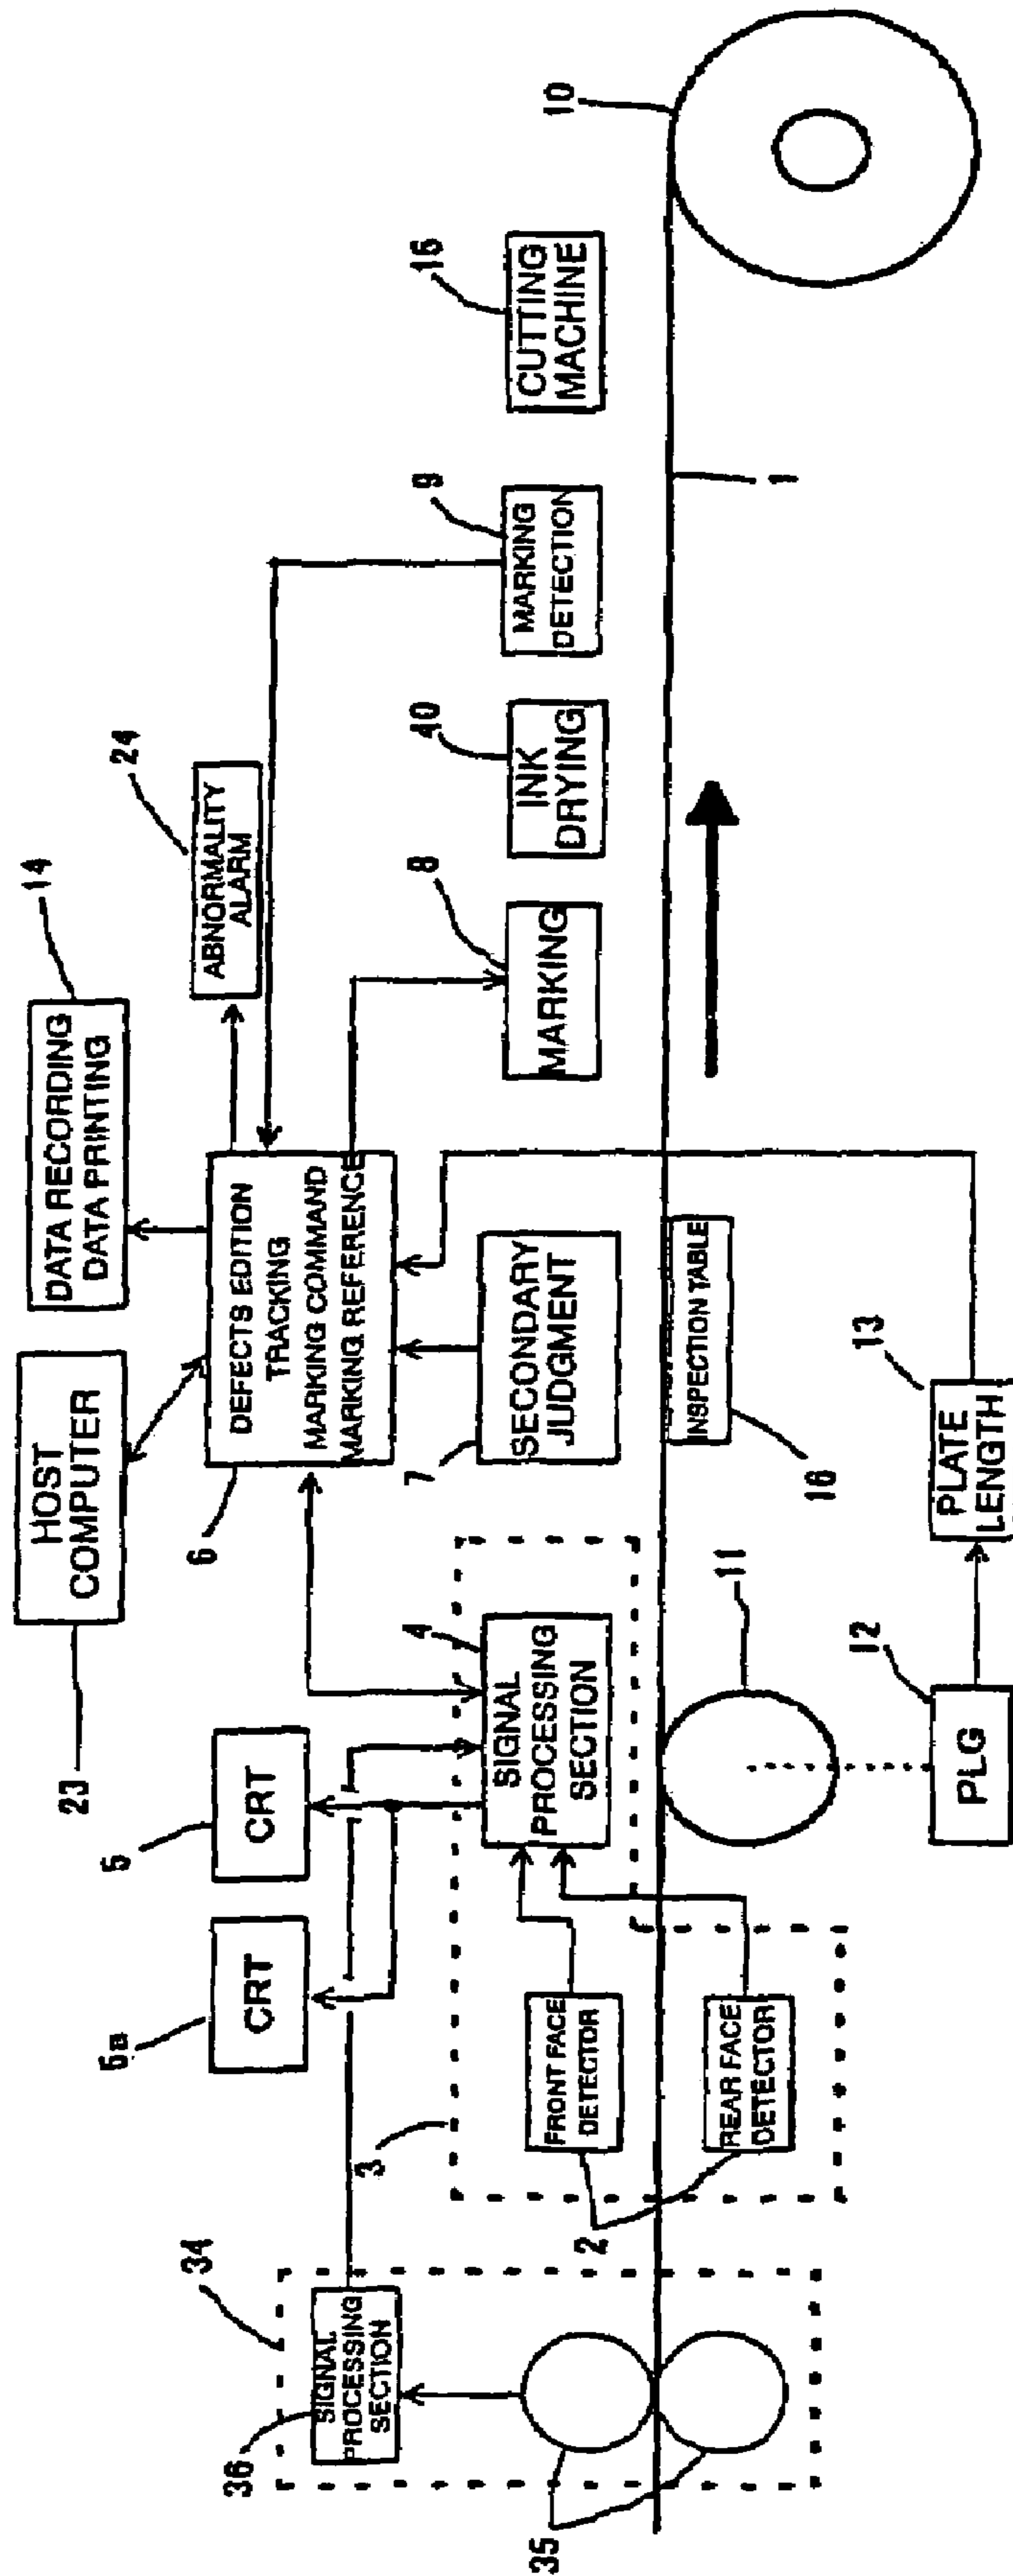 23
HOST
COMPUTER
14
DATA RECORDING
DATA PRINTING
24
ABNORMALITY
ALARM
5a
CRT
5
CRT
6
DEFECTS EDITION
TRACKING
MARKING COMMAND
MARKING REFERENCE
34
36
SIGNAL
PROCESSING
SECTION
35
3
2
FRONT FACE
DETECTOR
REAR FACE
DETECTOR
4
SIGNAL
PROCESSING
SECTION
7
SECONDARY
JUDGMENT
8
MARKING
40
INK
DRYING
9
MARKING
DETECTION
16
CUTTING
MACHINE
10
1
INSPECTION TABLE
16
11
12
PLG
13
PLATE
LENGTH